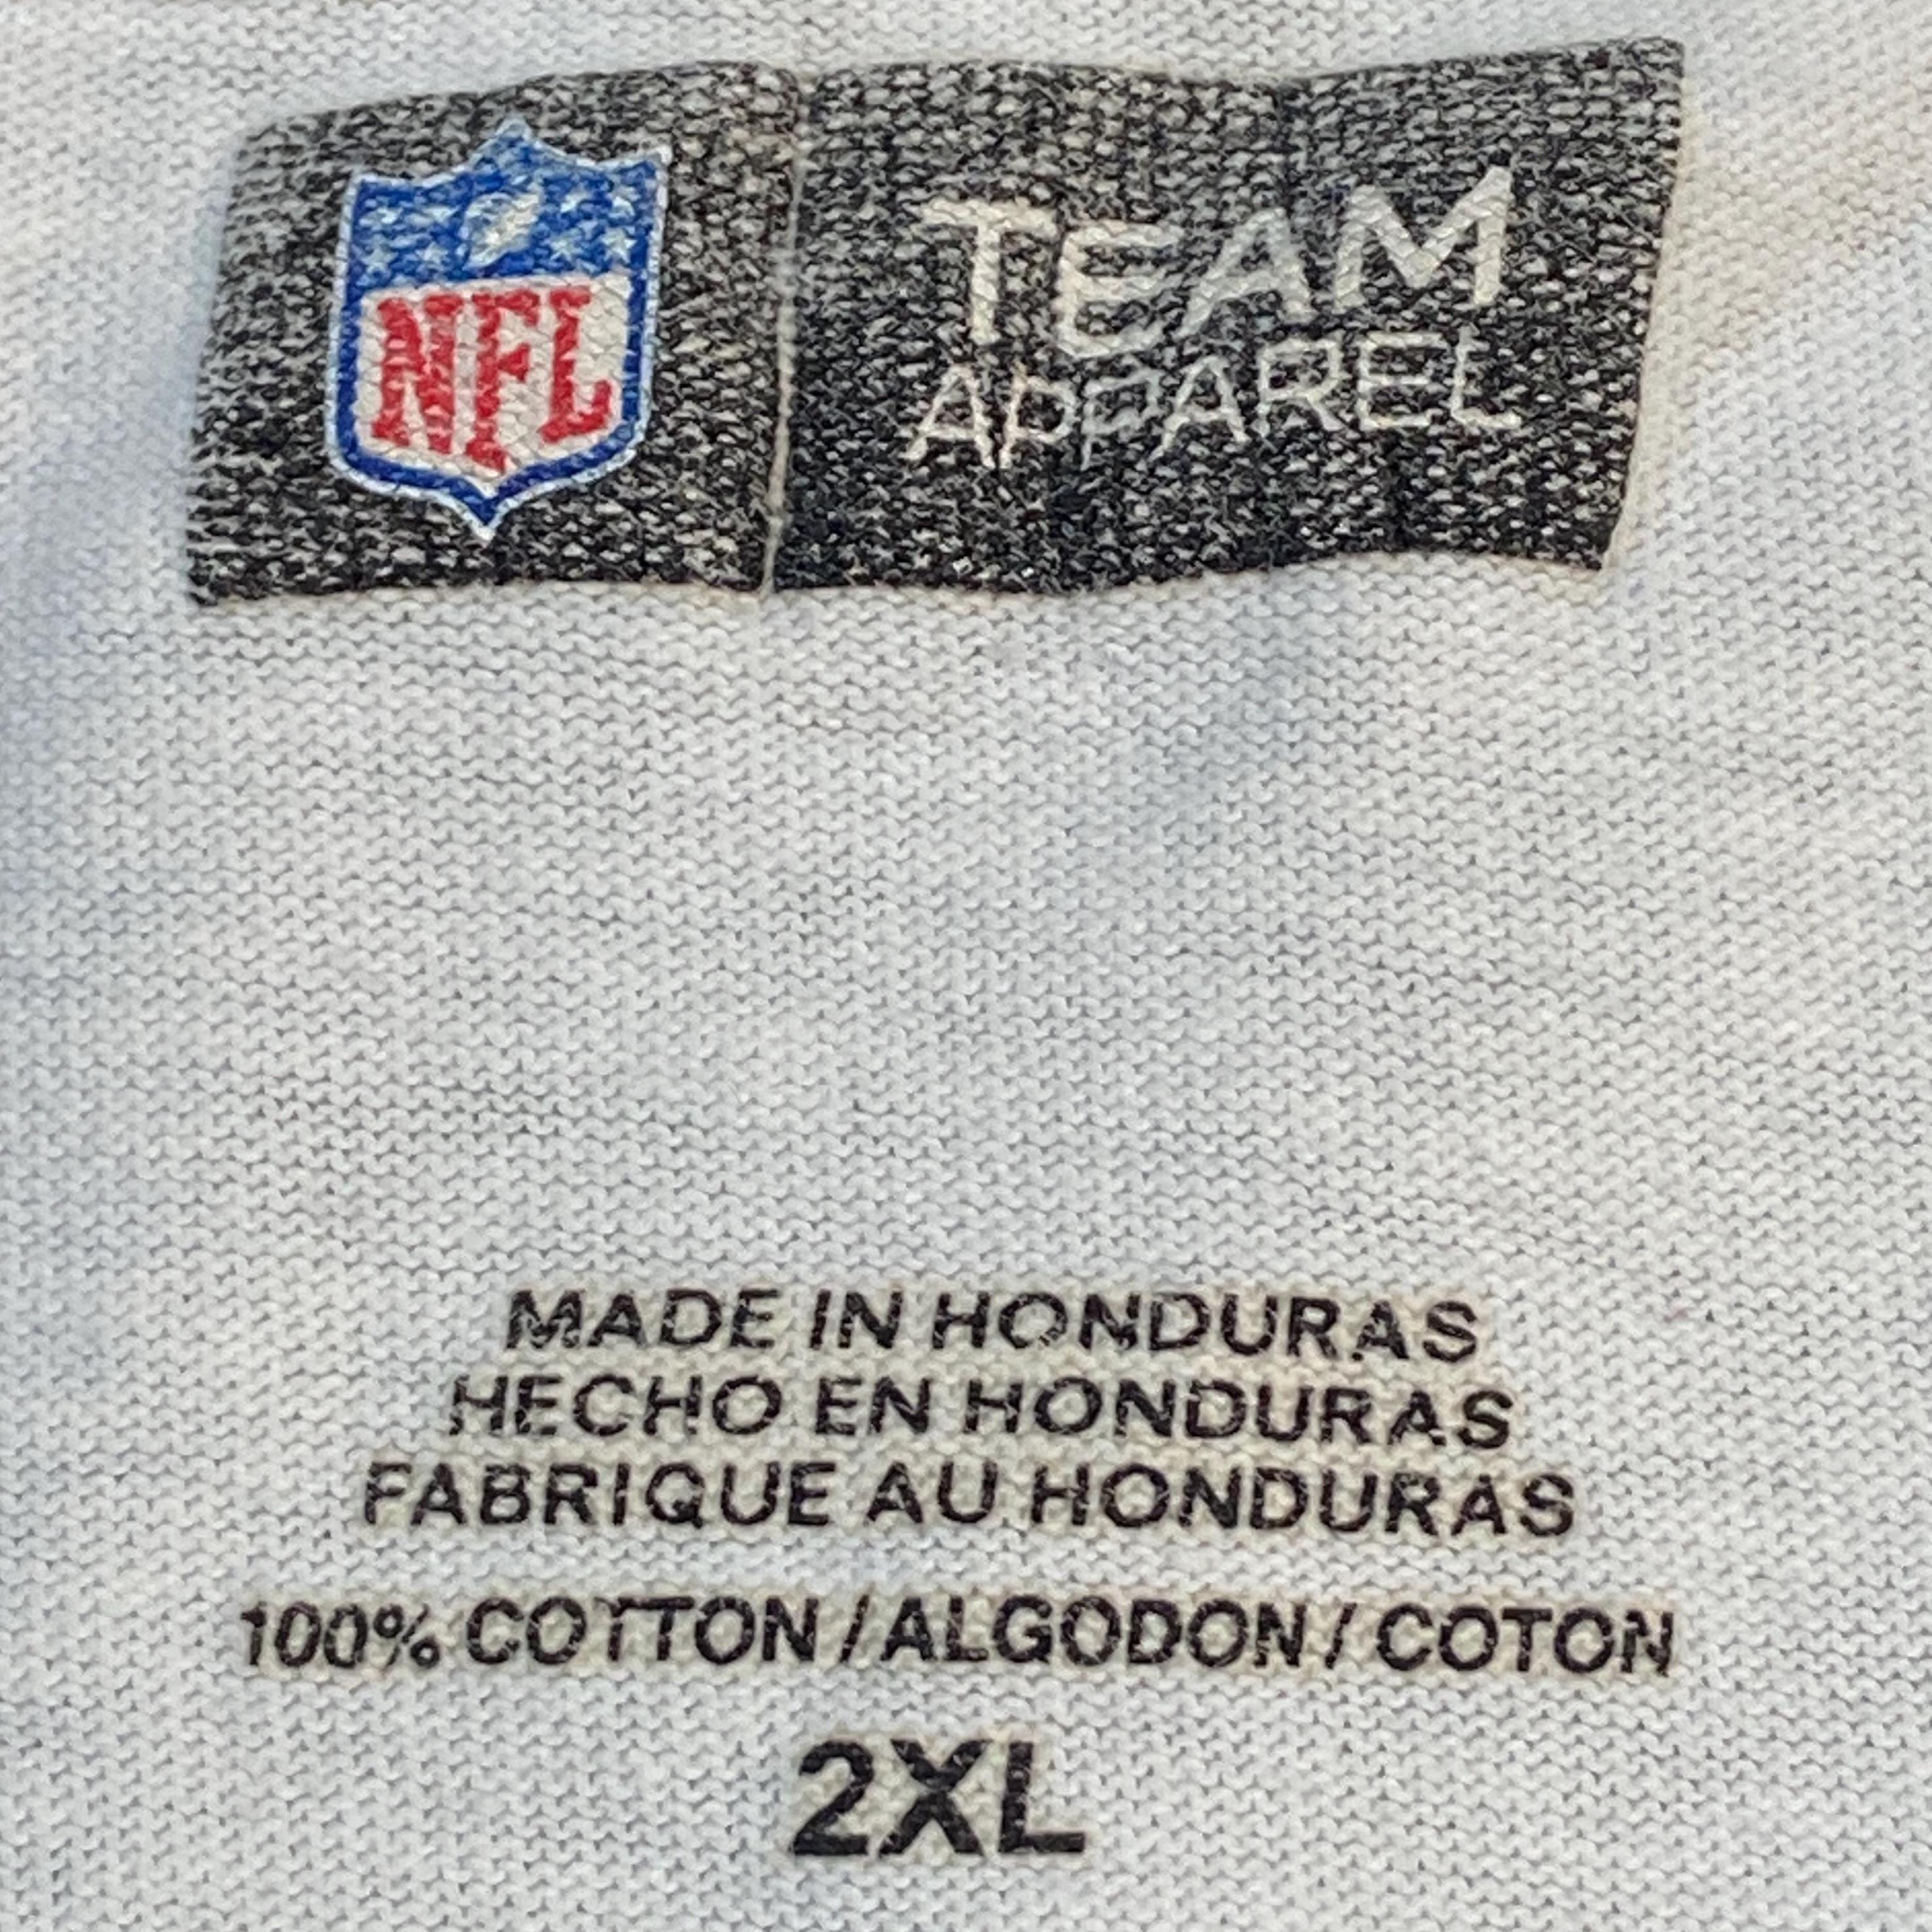 NFL
TEAM
APPAREL
MADE IN HONDURAS
HECHO EN HONDURAS
FABRIQUE AU HONDURAS
100% COTTON / ALGODON / COTON
2XL